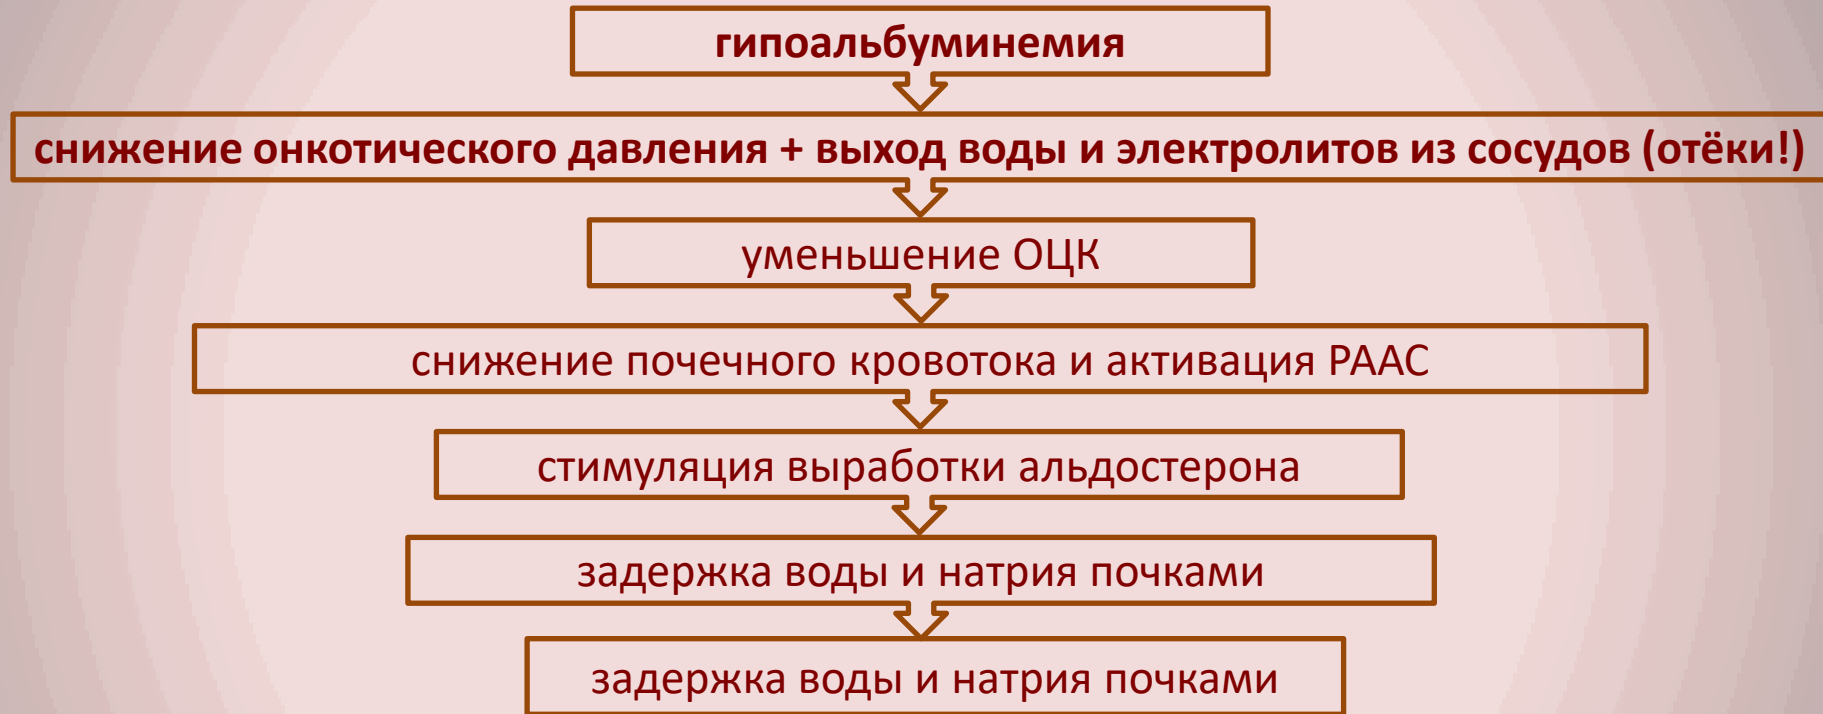 гипоальбуминемия
снижение онкотического давления + выход воды и электролитов из сосудов (отёки!)
уменьшение ОЦК
снижение почечного кровотока и активация РААС
стимуляция выработки альдостерона
задержка воды и натрия почками
задержка воды и натрия почками